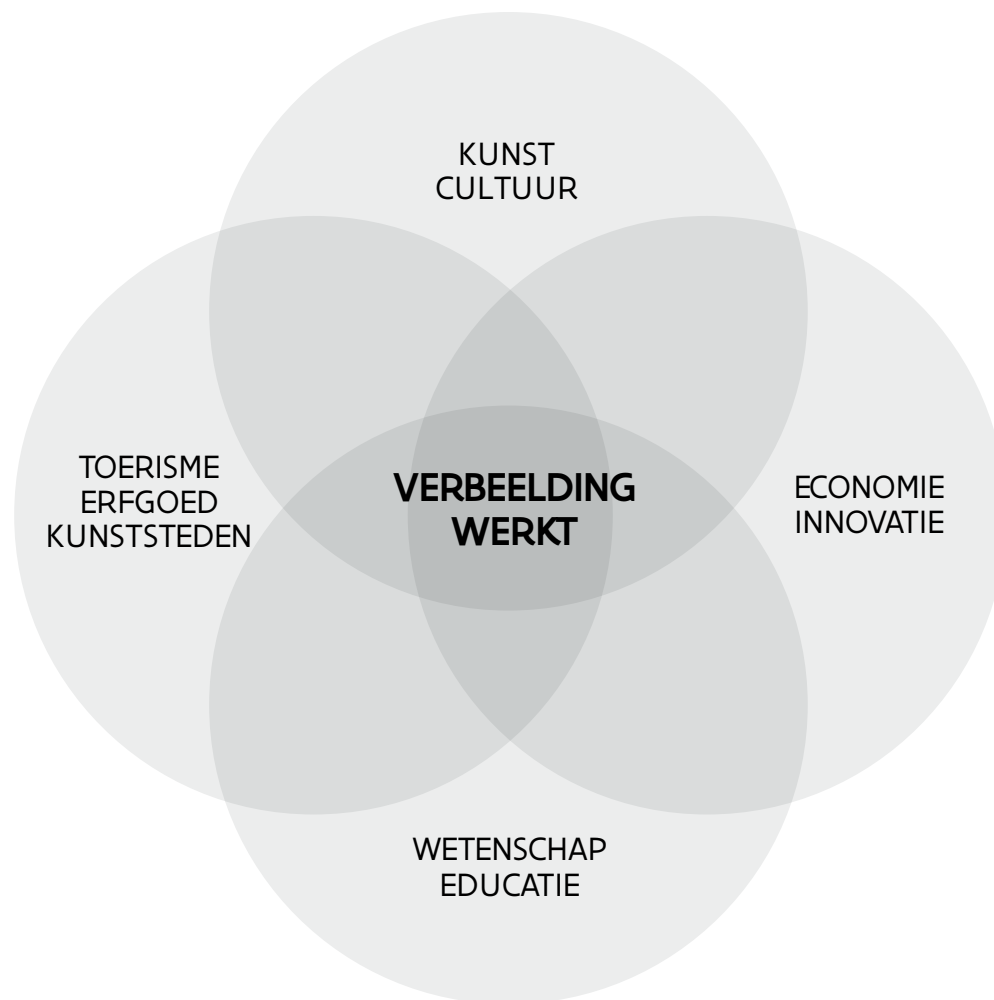 KUNST
CULTUUR
TOERISME
ERFGOED
KUNSTSTEDEN
VERBEELDING
WERKT
ECONOMIE
INNOVATIE
WETENSCHAP
EDUCATIE